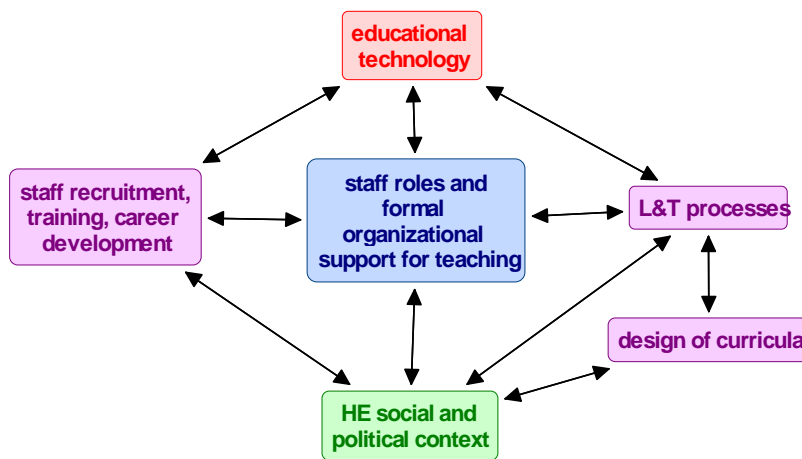 educational
technology
staff recruitment,
training, career
development
staff roles and
formal
organizational
support for teaching
L&T processes
design of curricula
HE social and
political context